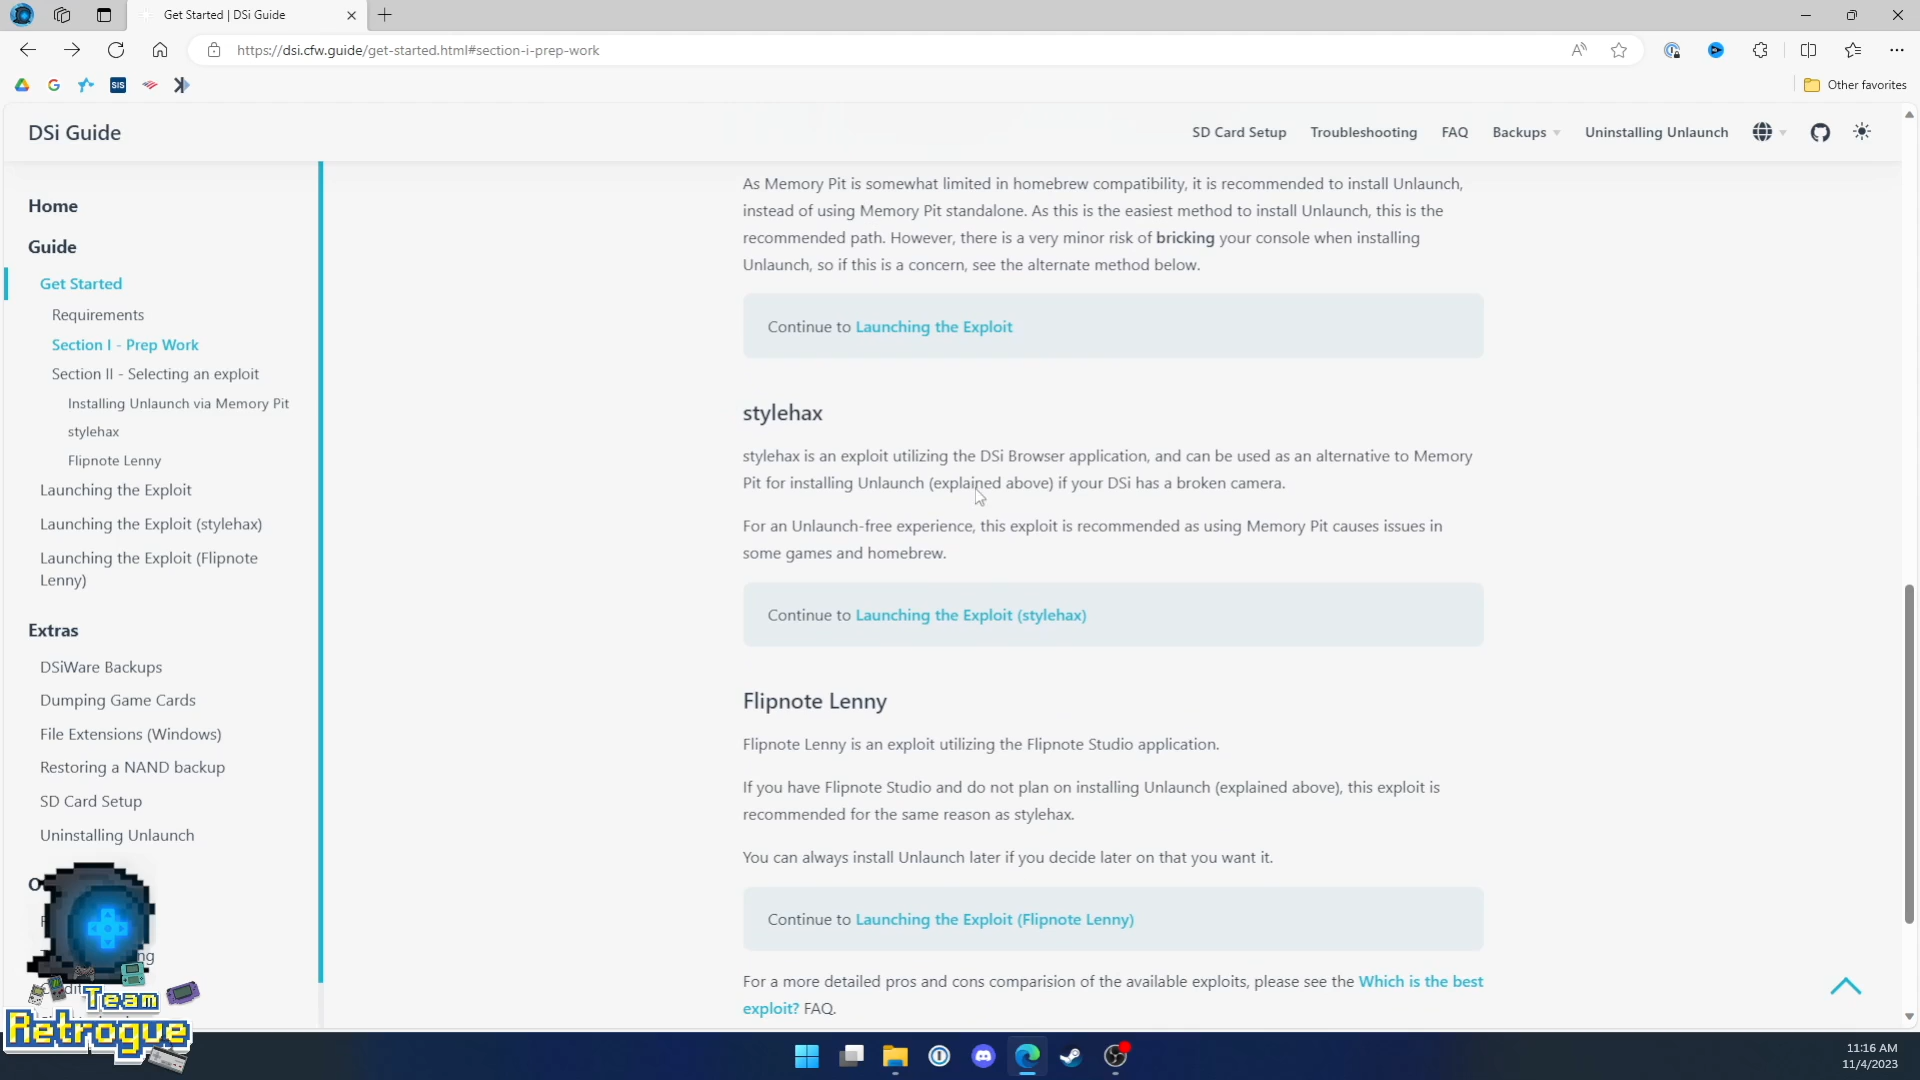 Get Started | DSi Guide
https://dsi.cfw.guide/get-started.html#section-i-prep-work
SIS
Other favorites
DSi Guide
SD Card Setup
Troubleshooting
FAQ
Backups
Uninstalling Unlaunch
Home
Guide
Get Started
Requirements
Section I - Prep Work
Section II - Selecting an exploit
Installing Unlaunch via Memory Pit
stylehax
Flipnote Lenny
Launching the Exploit
Launching the Exploit (stylehax)
Launching the Exploit (Flipnote
Lenny)
Extras
DSiWare Backups
Dumping Game Cards
File Extensions (Windows)
Restoring a NAND backup
SD Card Setup
Uninstalling Unlaunch
As Memory Pit is somewhat limited in homebrew compatibility, it is recommended to install Unlaunch,
instead of using Memory Pit standalone. As this is the easiest method to install Unlaunch, this is the
recommended path. However, there is a very minor risk of bricking your console when installing
Unlaunch, so if this is a concern, see the alternate method below.
Continue to Launching the Exploit
stylehax
stylehax is an exploit utilizing the DSi Browser application, and can be used as an alternative to Memory
Pit for installing Unlaunch (explained above) if your DSi has a broken camera.
For an Unlaunch-free experience, this exploit is recommended as using Memory Pit causes issues in
some games and homebrew.
Continue to Launching the Exploit (stylehax)
Flipnote Lenny
Flipnote Lenny is an exploit utilizing the Flipnote Studio application.
If you have Flipnote Studio and do not plan on installing Unlaunch (explained above), this exploit is
recommended for the same reason as stylehax.
You can always install Unlaunch later if you decide later on that you want it.
Continue to Launching the Exploit (Flipnote Lenny)
For a more detailed pros and cons comparision of the available exploits, please see the Which is the best
exploit? FAQ.
Team
Retrogue
11:16 AM
11/4/2023